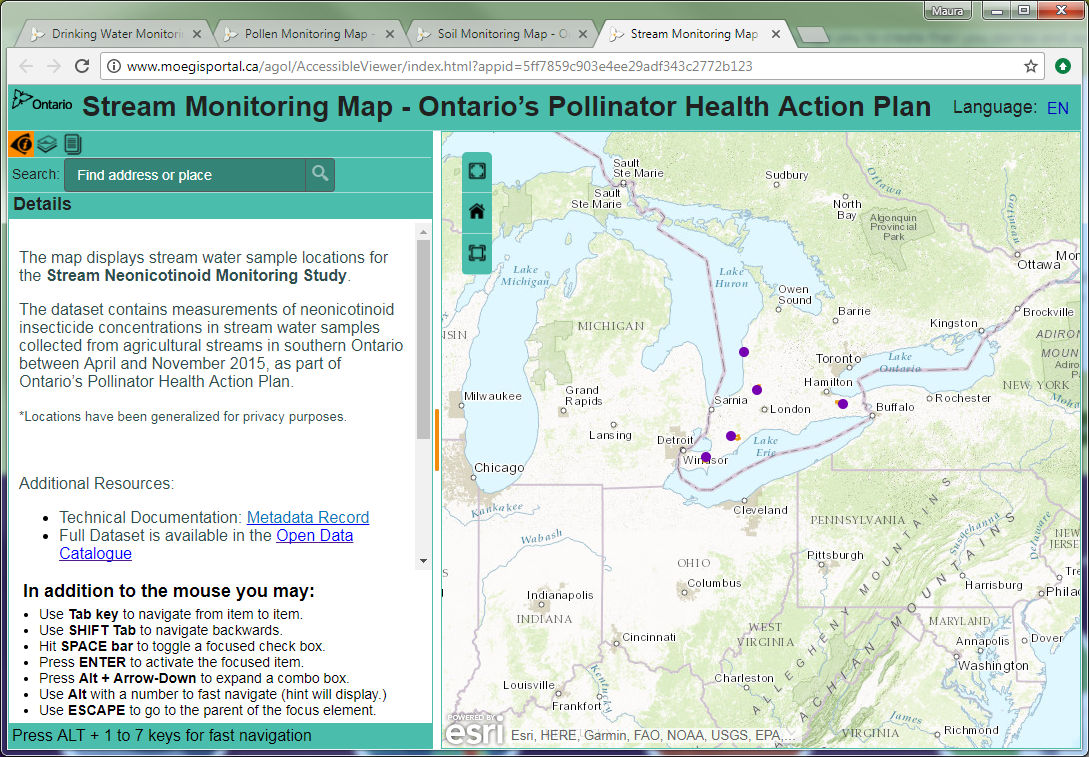 Maura
Drinking Water Monitori
Pollen Monitoring Map -
Soil Monitoring Map - O
Stream Monitoring Map
www.moegisportal.ca/agol/AccessibleViewer/index.html?appid=5ff7859c903e4ee29adf343c2772b123
Ontario
Stream Monitoring Map - Ontario’s Pollinator Health Action Plan
Language: EN
Search: Find address or place
Details
The map displays stream water sample locations for
the Stream Neonicotinoid Monitoring Study.
The dataset contains measurements of neonicotinoid
insecticide concentrations in stream water samples
collected from agricultural streams in southern Ontario
between April and November 2015, as part of
Ontario’s Pollinator Health Action Plan.
*Locations have been generalized for privacy purposes.
Additional Resources:
• Technical Documentation: Metadata Record
• Full Dataset is available in the Open Data
Catalogue
In addition to the mouse you may:
• Use Tab key to navigate from item to item.
• Use SHIFT Tab to navigate backwards.
• Hit SPACE bar to toggle a focused check box.
• Press ENTER to activate the focused item.
• Press Alt + Arrow-Down to expand a combo box.
• Use Alt with a number to fast navigate (hint will display.)
• Use ESCAPE to go to the parent of the focus element.
Press ALT + 1 to 7 keys for fast navigation
Sault
Ste Marie
Sault
Ste Marie
Sudbury
North
Bay
Ottawa
Algonquin
Provincial
Park
Gatineau
Ottawa
Mon
Lake
Michigan
Lake
Huron
Owen
Sound
Barrie
Kingston
Brockville
ADIRON
MOUN
Adiro
Pa
NSIN
MICHIGAN
Toronto
Lake
Ontario
Hamilton
NEW YORK
Moha
Milwaukee
Grand
Rapids
Sarnia
London
Buffalo
Rochester
Lansing
Detroit
Windsor
Lake
Erie
Chicago
Kankakee
Cleveland
Wabash
PENNSYLVANIA
Susquehanna
Delaware
NEW
JERSE
Pittsburgh
OHIO
Columbus
Harrisburg
Tre
Phila
Indianapolis
INDIANA
Cincinnati
WEST
VIRGINIA
ALLEGHENY MOUNTAINS
APPALACHIAN MOUNTAINS
MARYLAND
Annapolis
Dover
Washington
Louisville
Frankfort
Kentucky
Charleston
James
Richmond
VIRGINIA
POWERED BY
esri
Esri, HERE, Garmin, FAO, NOAA, USGS, EPA,...